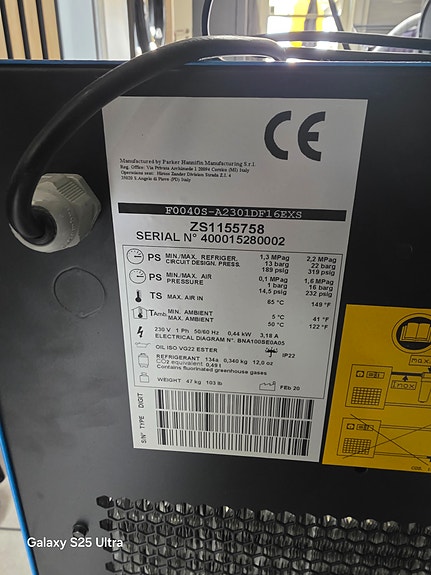 CE
Manufactured by Parker Hannifin Manufacturing S.r.l.
Reg. Office: Via Privata Archimede 1 20094 Corsico (MI) Italy
Operations seat: Hiross Zander Division Strada Z.I. 4
35020 S.Angelo di Piove (PD) Italy
F0040S-A2301DF16EXS
ZS1155758
SERIAL N° 400015280002
PS MIN./MAX. REFRIGER. 1,3 MPag 2,2 MPag
CIRCUIT DESIGN. PRESS. 13 barg 22 barg
189 psig 319 psig
PS MIN./MAX. AIR 0,1 MPag 1,6 MPag
PRESSURE 1 barg 16 barg
14,5 psig 232 psig
TS MAX. AIR IN 65 °C 149 °F
Tamb. MIN. AMBIENT 5 °C 41 °F
MAX. AMBIENT 50 °C 122 °F
230 V 1 Ph 50/60 Hz 0,44 kW 3,18 A
ELECTRICAL DIAGRAM N°. BNA100SE0A05
OIL ISO VG22 ESTER IP22
REFRIGERANT 134a 0,340 kg 12,0 oz
CO2 equivalent 0,49 t
Contains fluorinated greenhouse gases
WEIGHT 47 kg 103 lb FEb 20
S/N° TYPE DIGIT
max.
Inox
Galaxy S25 Ultra